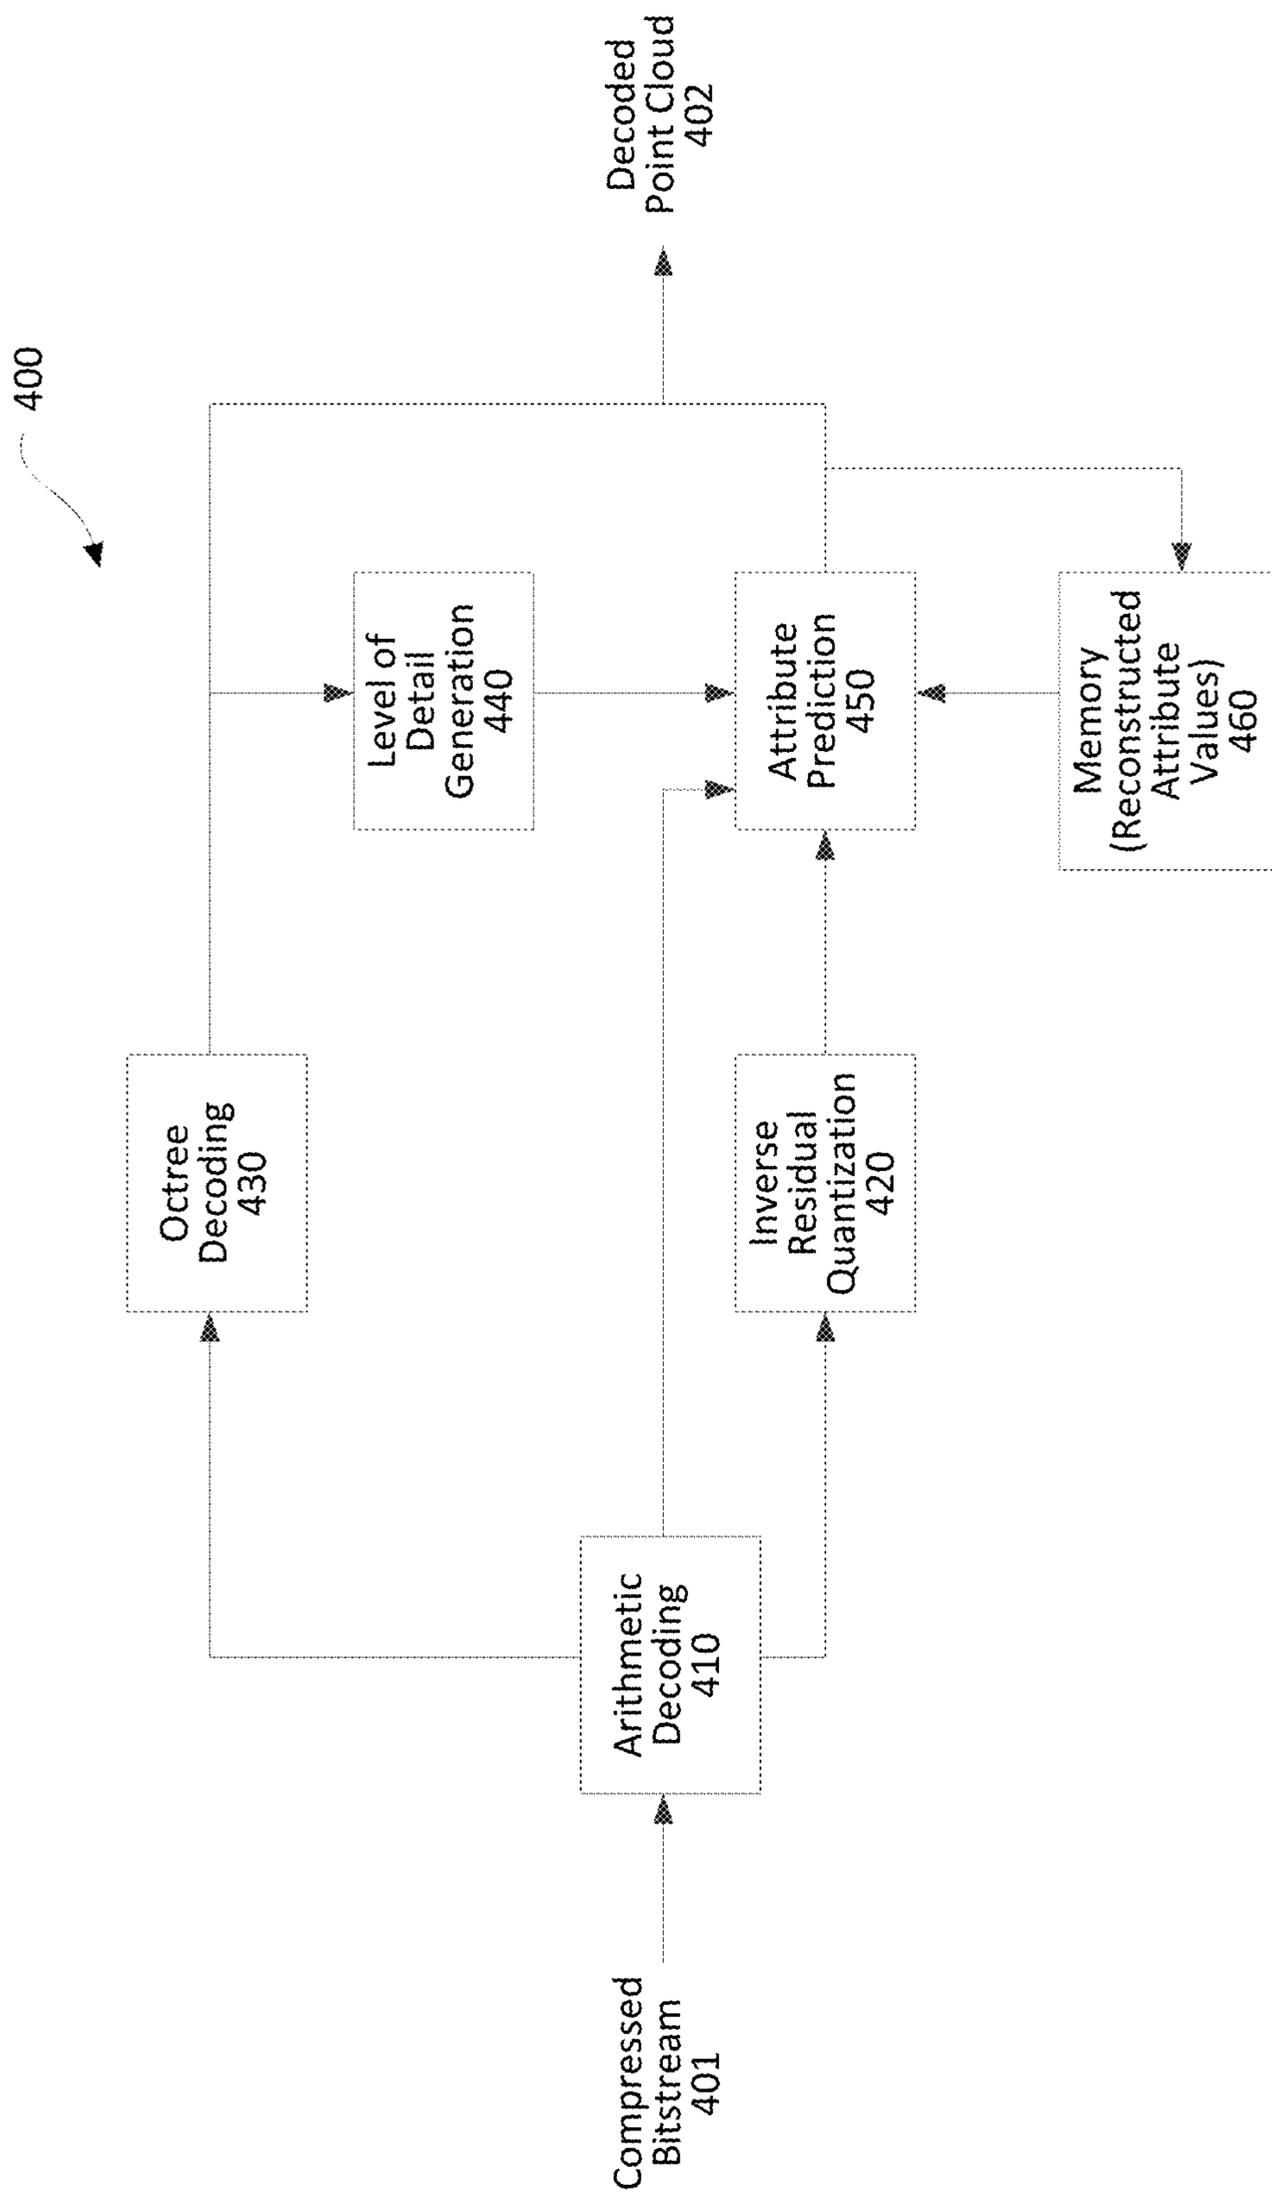 400
Compressed
Bitstream
401
Arithmetic
Decoding
410
Octree
Decoding
430
Inverse
Residual
Quantization
420
Level of
Detail
Generation
440
Attribute
Prediction
450
Memory
(Reconstructed
Attribute
Values)
460
Decoded
Point Cloud
402